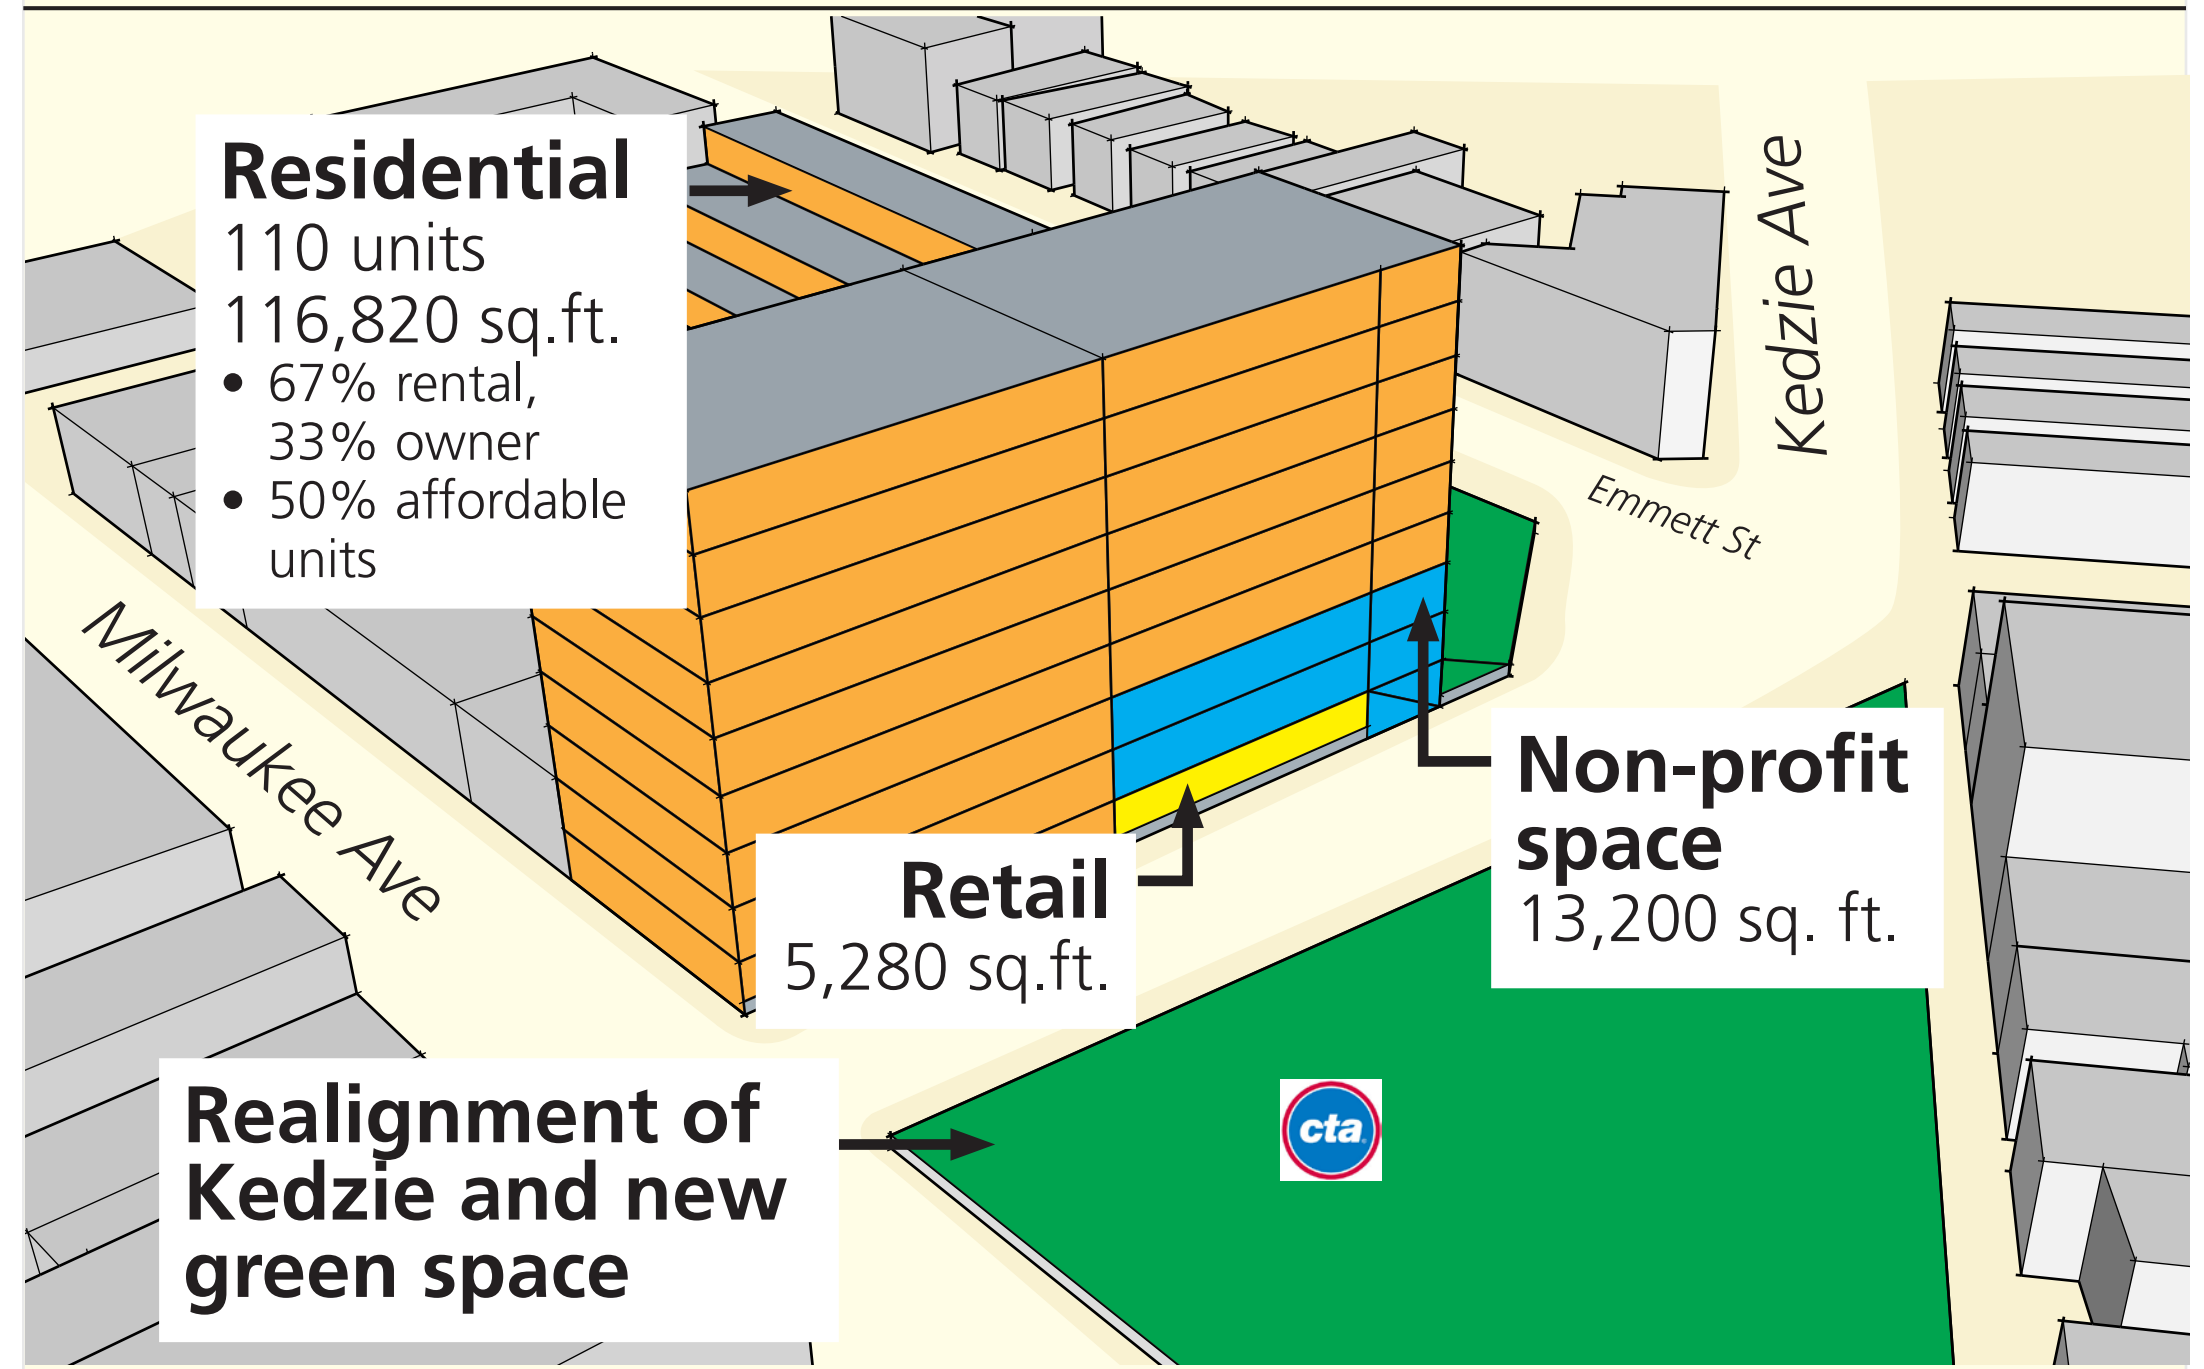 Residential
110 units
116,820 sq.ft.
• 67% rental,
33% owner
• 50% affordable
units
Kedzie Ave
Emmett St
Milwaukee Ave
Non-profit
space
13,200 sq. ft.
Retail
5,280 sq.ft.
Realignment of
Kedzie and new
green space
cta